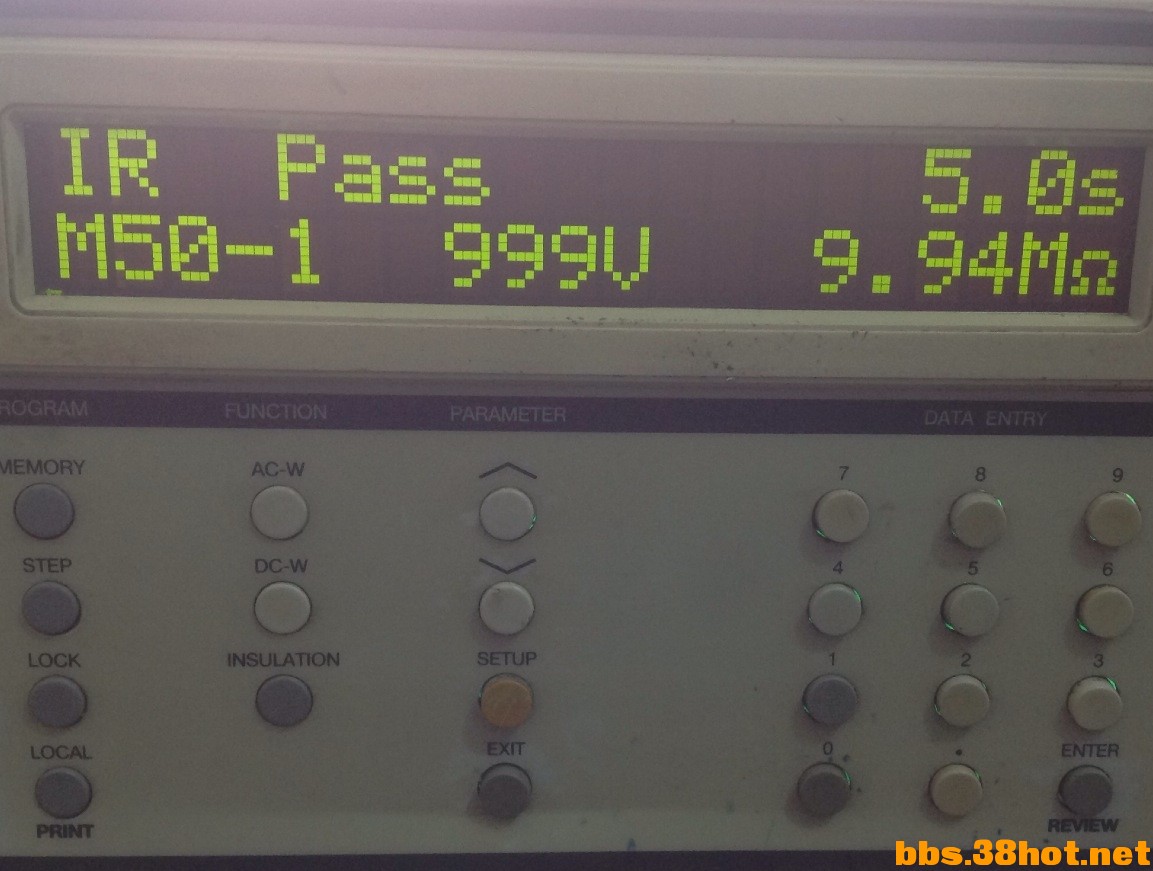 IR Pass 5.0s
M50-1 999V 9.94MΩ
ROGRAM FUNCTION PARAMETER DATA ENTRY
MEMORY AC-W 7 8 9
STEP DC-W 4 5 6
LOCK INSULATION SETUP 1 2 3
LOCAL EXIT 0 . ENTER
PRINT REVIEW
bbs.38hot.net